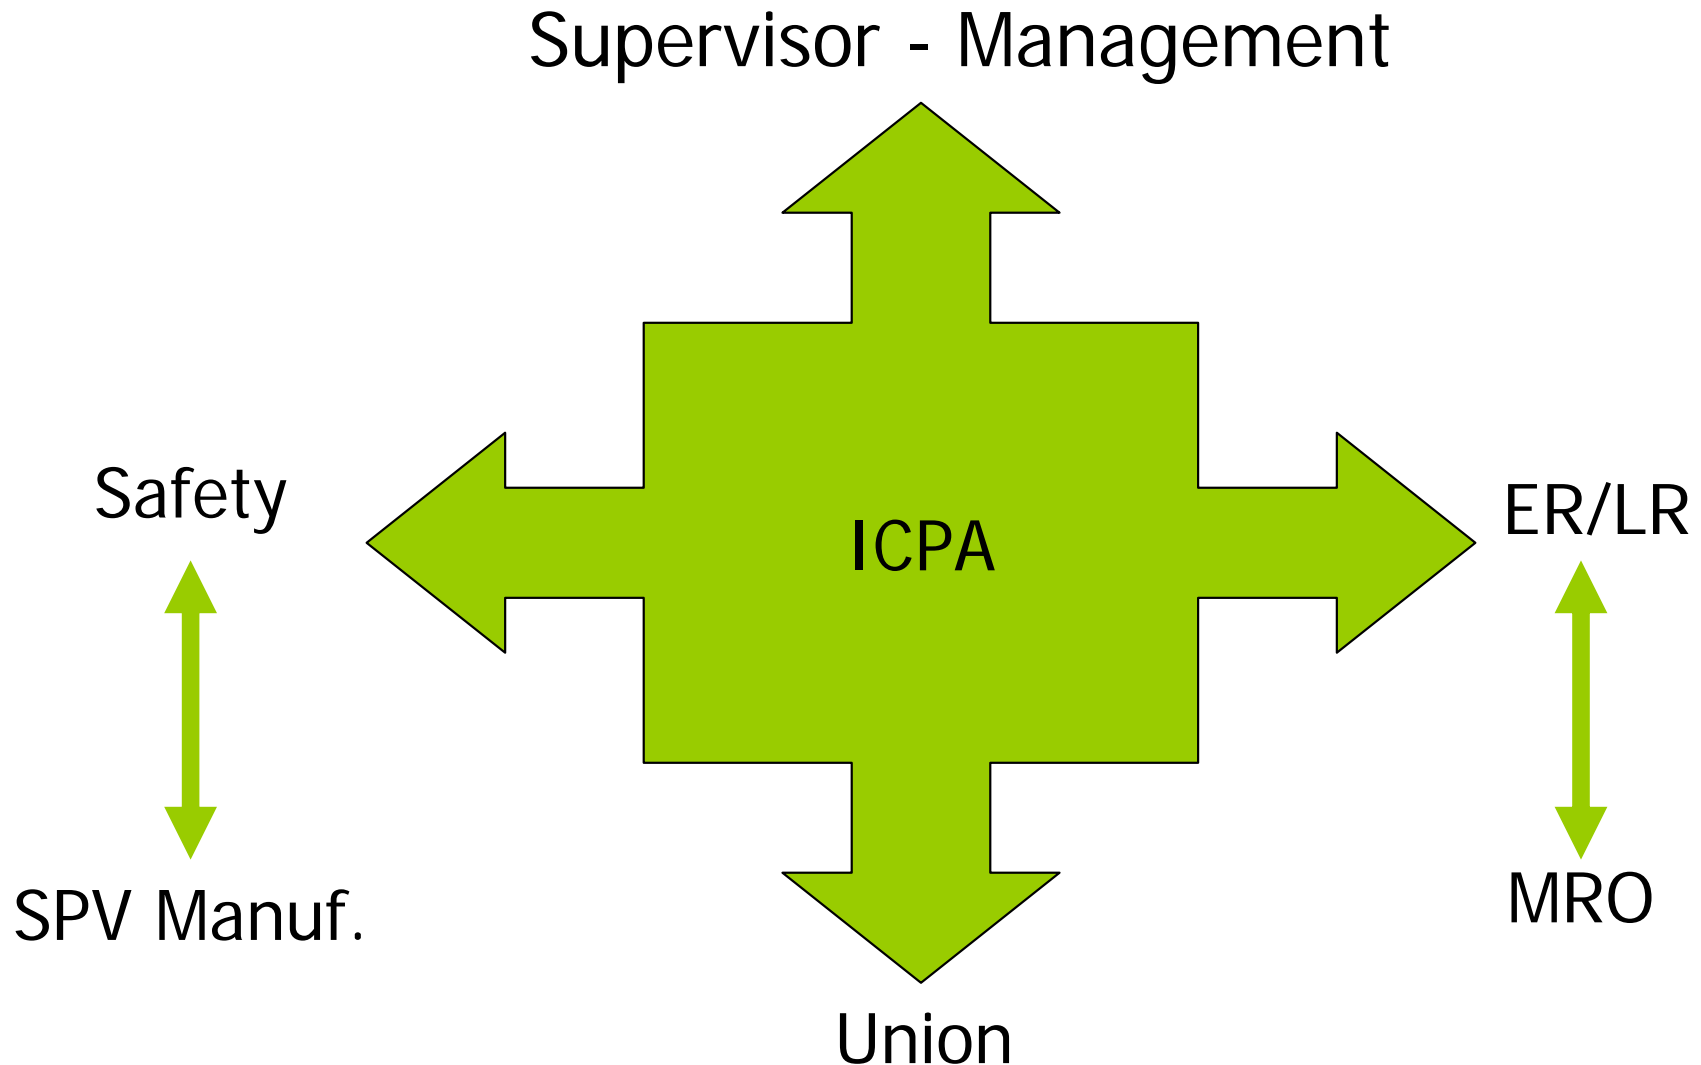 Supervisor - Management
Safety
ER/LR
ICPA
SPV Manuf.
MRO
Union